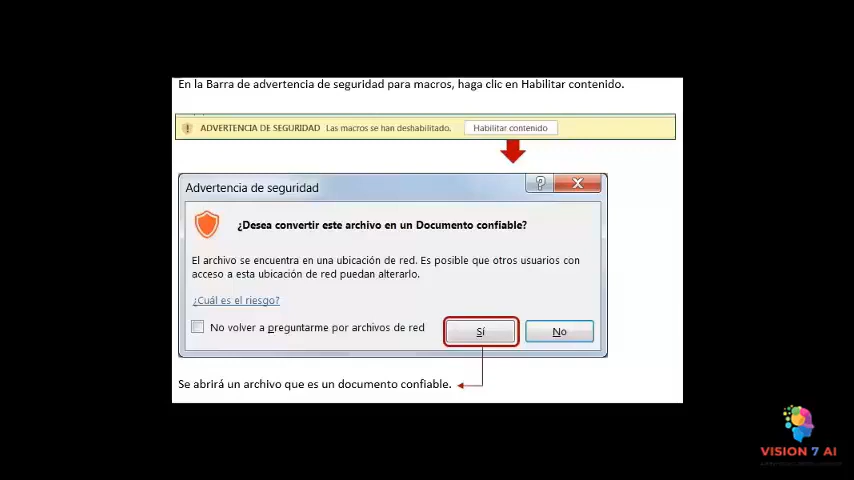 En la Barra de advertencia de seguridad para macros, haga clic en Habilitar contenido.
ADVERTENCIA DE SEGURIDAD Las macros se han deshabilitado. Habilitar contenido
Advertencia de seguridad
?
¿Desea convertir este archivo en un Documento confiable?
El archivo se encuentra en una ubicación de red. Es posible que otros usuarios con
acceso a esta ubicación de red puedan alterarlo.
¿Cuál es el riesgo?
No volver a preguntarme por archivos de red
Sí
No
Se abrirá un archivo que es un documento confiable.
VISION 7 AI